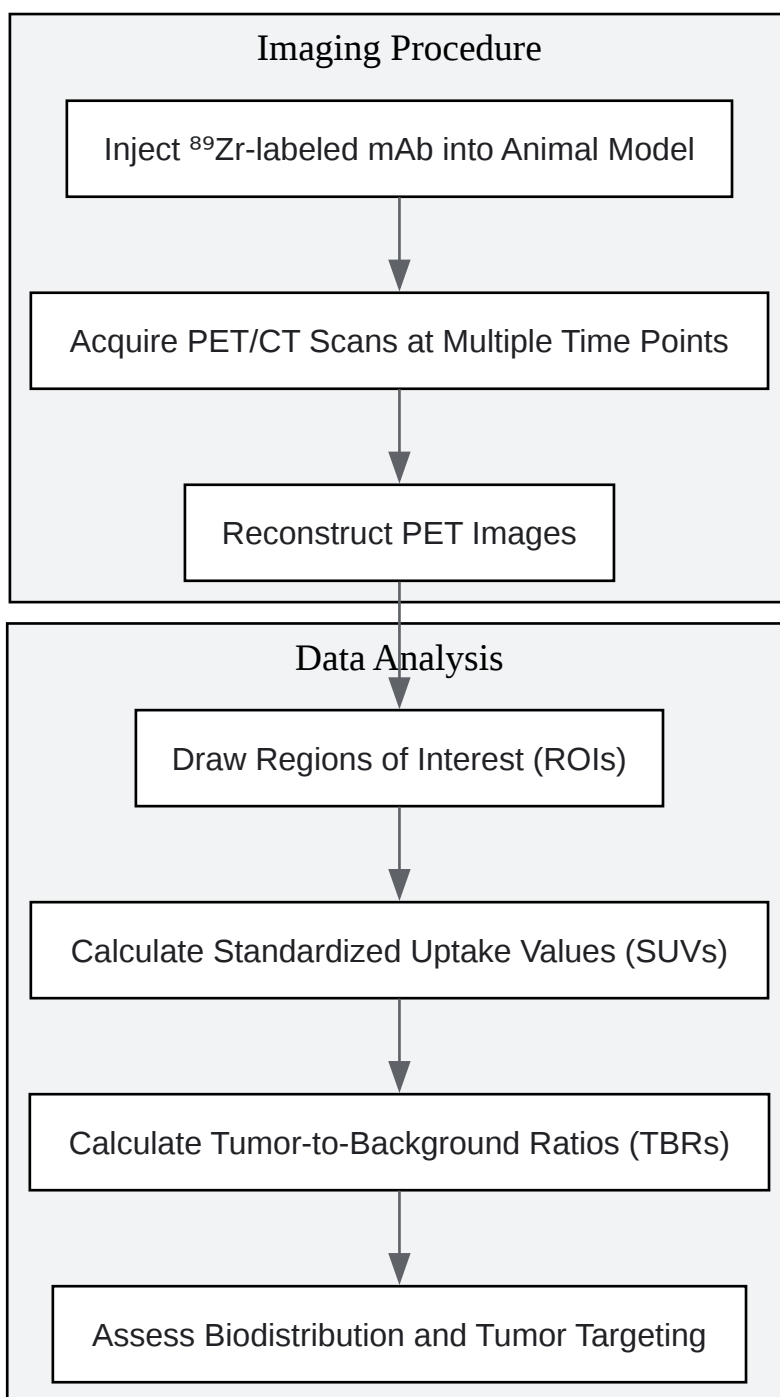 Imaging Procedure
Inject ⁸⁹Zr-labeled mAb into Animal Model
Acquire PET/CT Scans at Multiple Time Points
Reconstruct PET Images
Data Analysis
Draw Regions of Interest (ROIs)
Calculate Standardized Uptake Values (SUVs)
Calculate Tumor-to-Background Ratios (TBRs)
Assess Biodistribution and Tumor Targeting